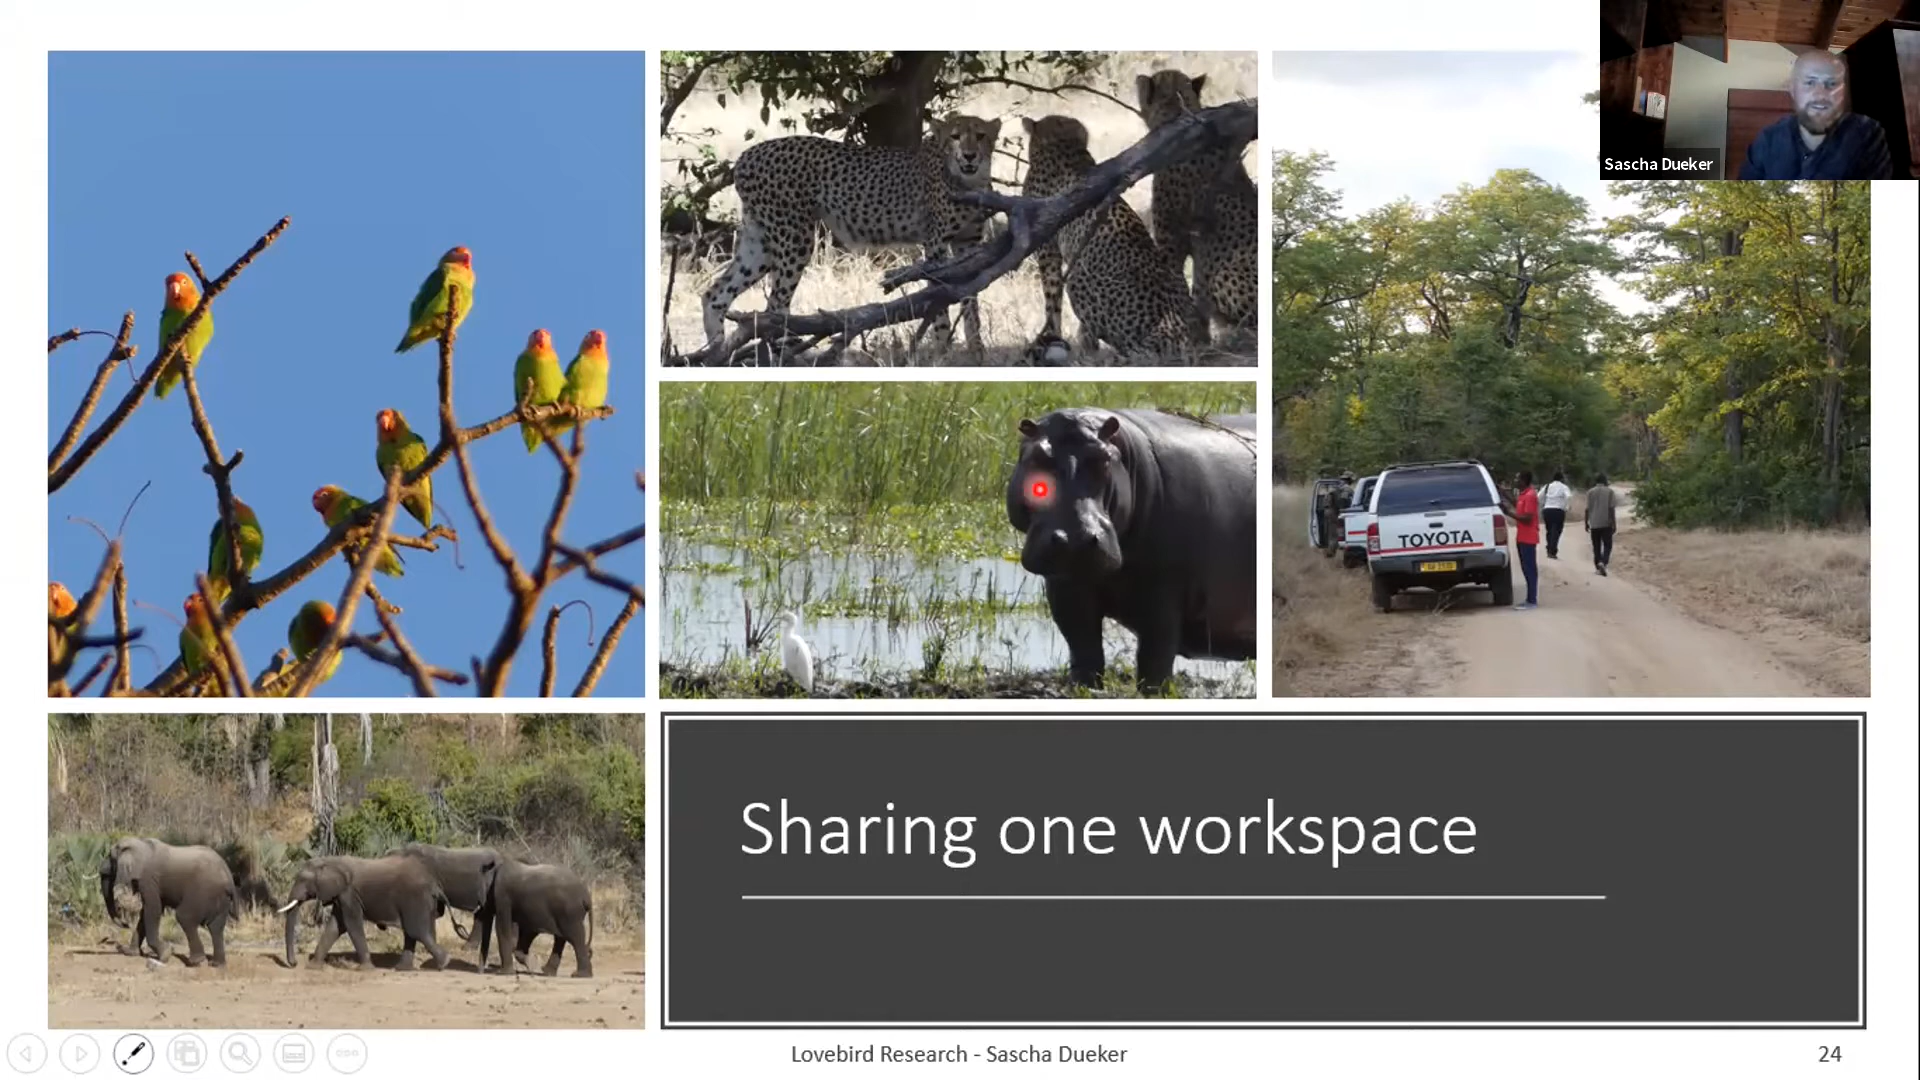 Sascha Dueker
TOYOTA
Sharing one workspace
Lovebird Research - Sascha Dueker
24